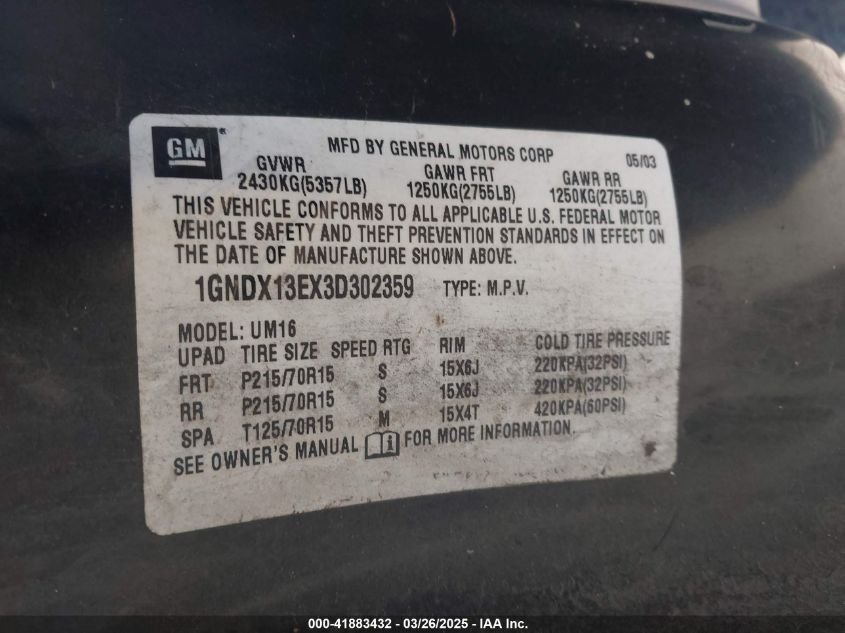 GM
MFD BY GENERAL MOTORS CORP 05/03
GVWR GAWR FRT GAWR RR
2430KG(5357LB) 1250KG(2755LB) 1250KG(2755LB)
THIS VEHICLE CONFORMS TO ALL APPLICABLE U.S. FEDERAL MOTOR
VEHICLE SAFETY AND THEFT PREVENTION STANDARDS IN EFFECT ON
THE DATE OF MANUFACTURE SHOWN ABOVE.
1GNDX13EX3D302359 TYPE: M.P.V.
MODEL: UM16
UPAD TIRE SIZE SPEED RTG RIM COLD TIRE PRESSURE
FRT P215/70R15 S 15X6J 220KPA(32PSI)
RR P215/70R15 S 15X6J 220KPA(32PSI)
SPA T125/70R15 M 15X4T 420KPA(60PSI)
SEE OWNER'S MANUAL FOR MORE INFORMATION.
000-41883432 - 03/26/2025 - IAA Inc.